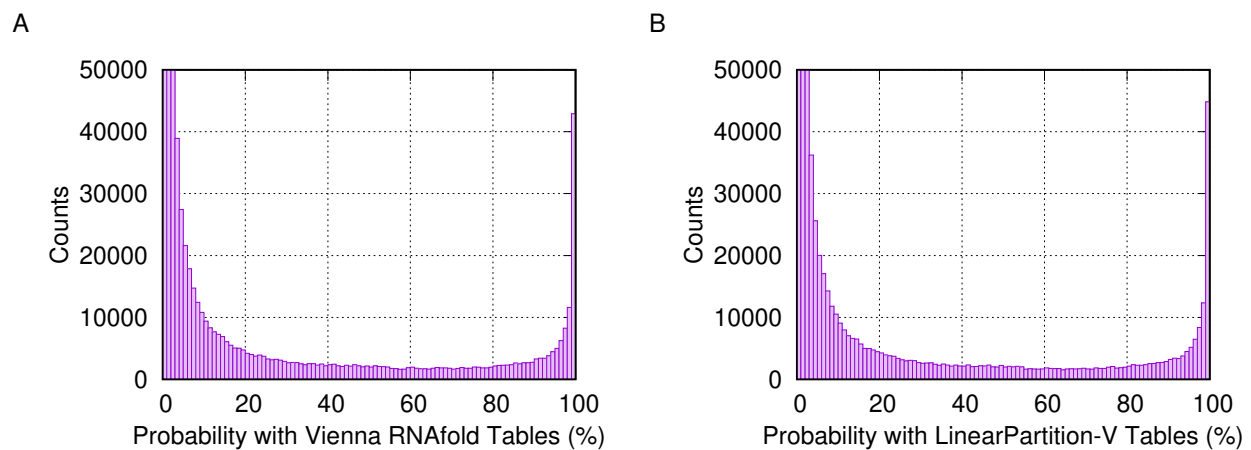 A
50000
40000
30000
20000
10000
0
Counts
0 20 40 60 80 100
Probability with Vienna RNAfold Tables (%)
B
50000
40000
30000
20000
10000
0
Counts
0 20 40 60 80 100
Probability with LinearPartition-V Tables (%)